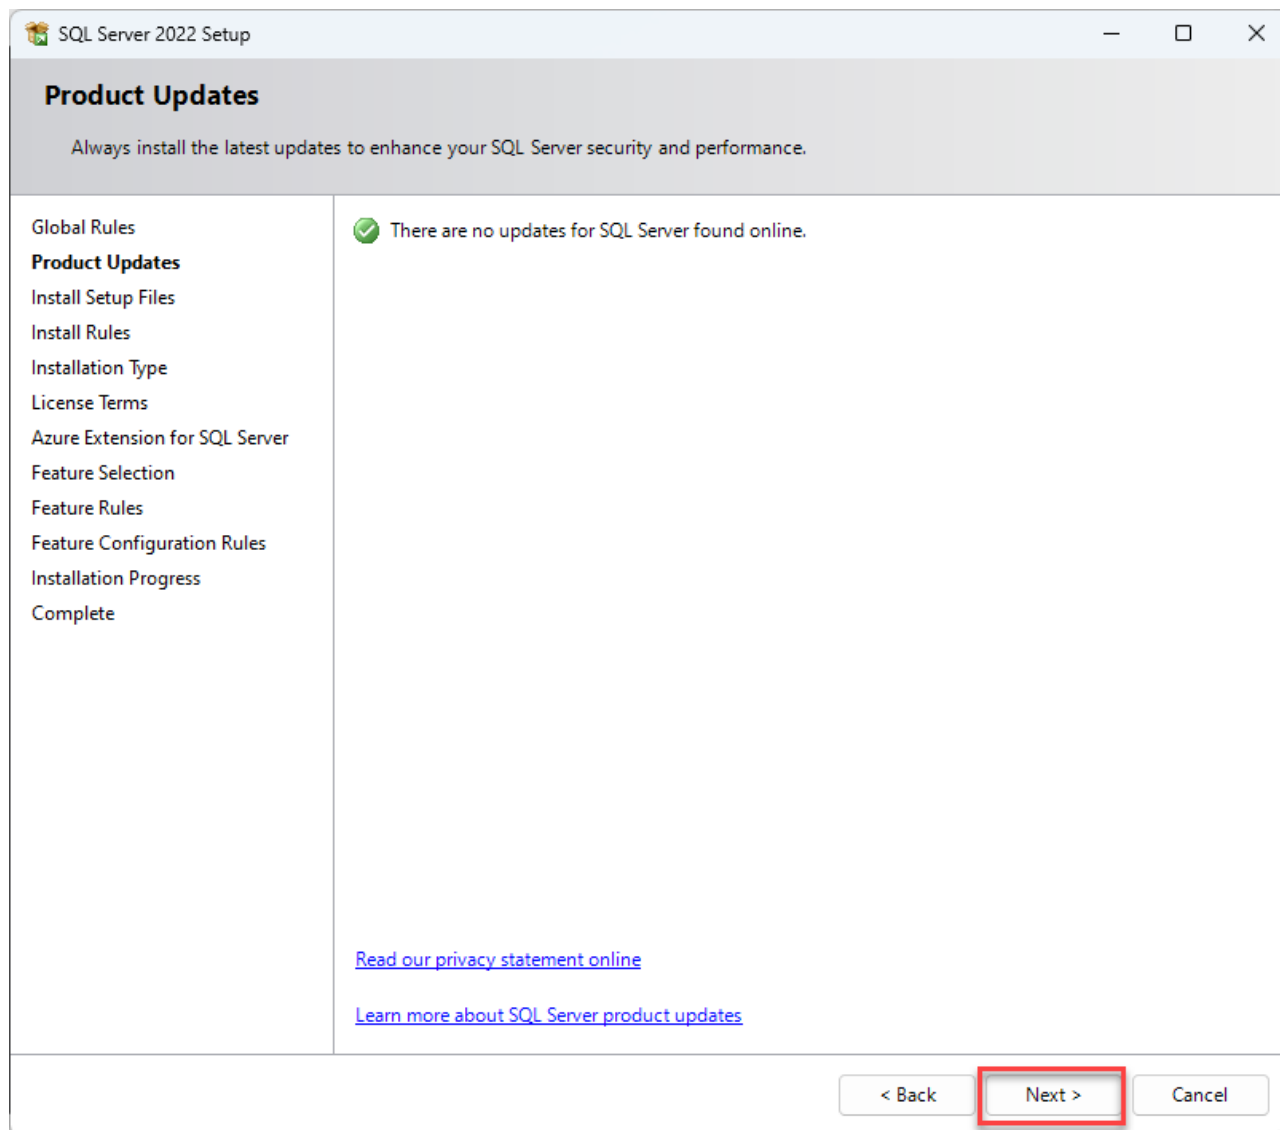 SQL Server 2022 Setup
Product Updates
Always install the latest updates to enhance your SQL Server security and performance.
Global Rules
Product Updates
Install Setup Files
Install Rules
Installation Type
License Terms
Azure Extension for SQL Server
Feature Selection
Feature Rules
Feature Configuration Rules
Installation Progress
Complete
There are no updates for SQL Server found online.
Read our privacy statement online
Learn more about SQL Server product updates
< Back
Next >
Cancel